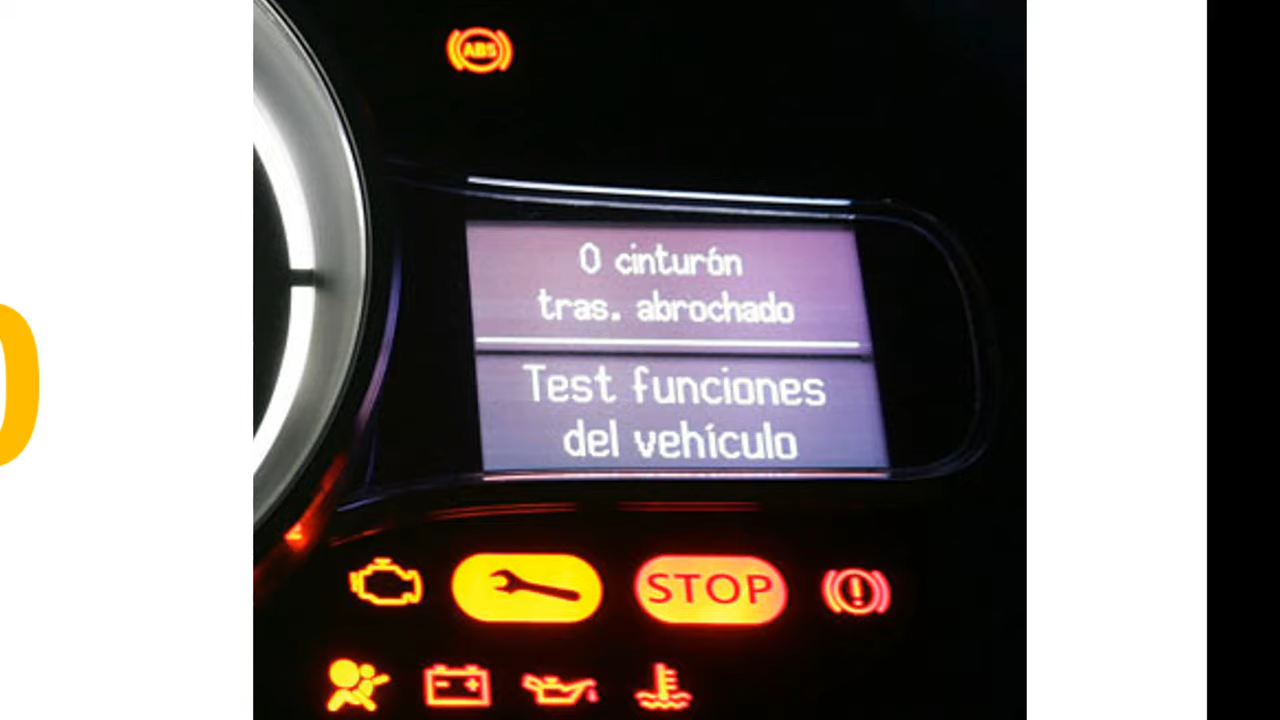 ABS
0 cinturón
tras. abrochado
Test funciones
del vehículo
STOP